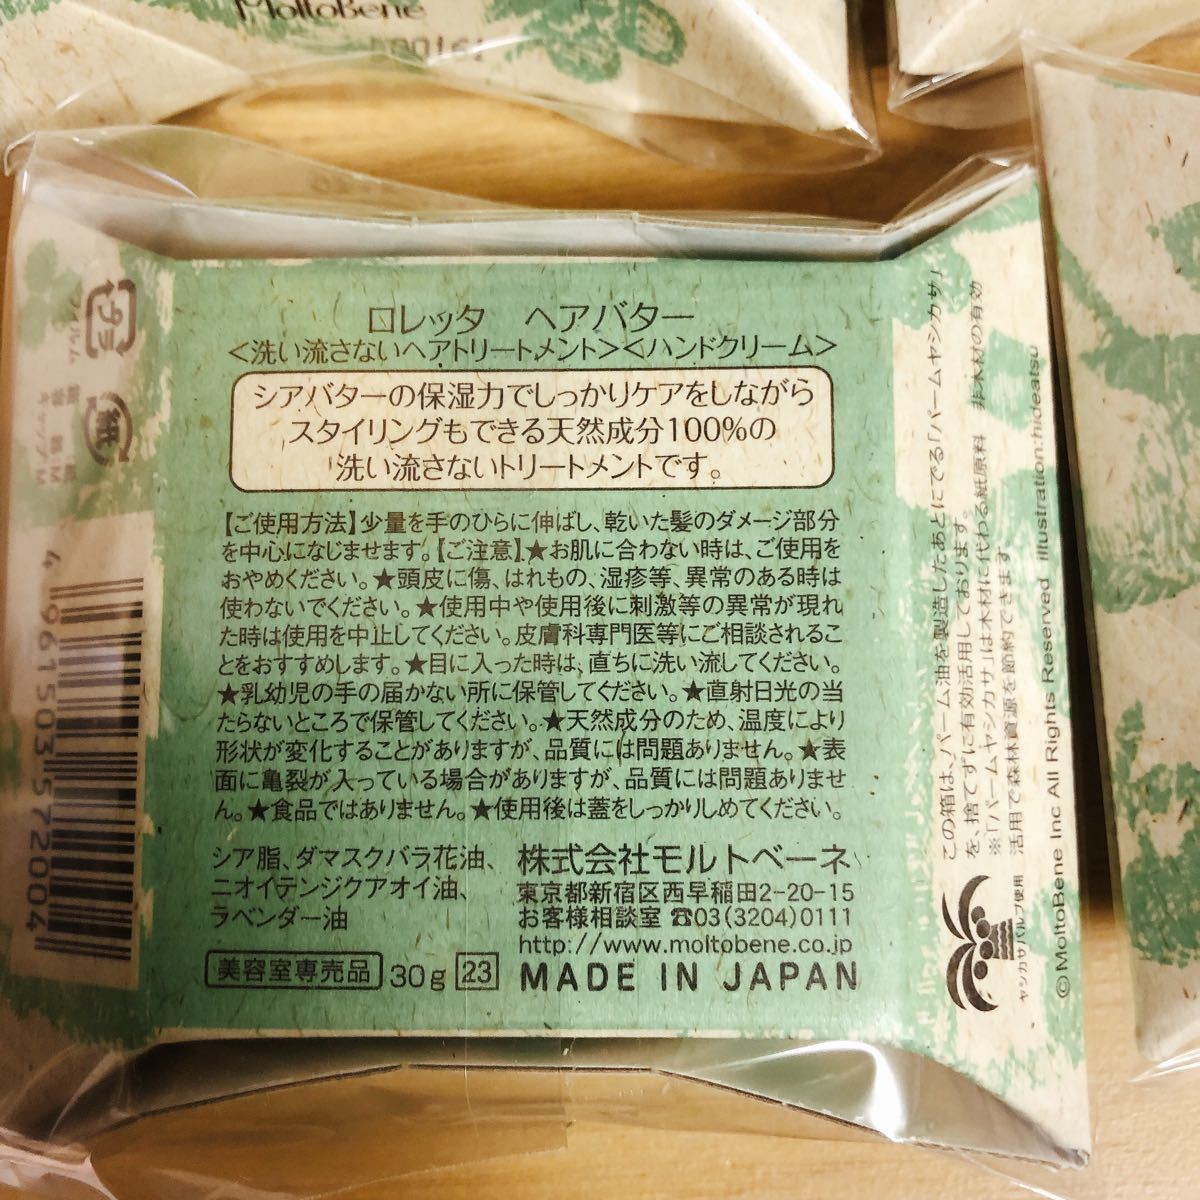 MoltoBene
ロレッタ ヘアバター
<洗い流さないヘアトリートメント><ハンドクリーム>
シアバターの保湿力でしっかりケアをしながら
スタイリングもできる天然成分100%の
洗い流さないトリートメントです。
【ご使用方法】少量を手のひらに伸ばし、乾いた髪のダメージ部分
を中心になじませます。【ご注意】★お肌に合わない時は、ご使用を
おやめください。★頭皮に傷、はれもの、湿疹等、異常のある時は
使わないでください。★使用中や使用後に刺激等の異常が現れ
た時は使用を中止してください。皮膚科専門医等にご相談されるこ
とをおすすめします。★目に入った時は、直ちに洗い流してください。
★乳幼児の手の届かない所に保管してください。★直射日光の当
たらないところで保管してください。★天然成分のため、温度により
形状が変化することがありますが、品質には問題ありません。★表
面に亀裂が入っている場合がありますが、品質には問題ありませ
ん。★食品ではありません。★使用後は蓋をしっかりしめてください。
シア脂、ダマスクバラ花油、
ニオイテンジクアオイ油、
ラベンダー油
株式会社モルトベーネ
東京都新宿区西早稲田2-20-15
お客様相談室 ☎03(3204)0111
http://www.moltobene.co.jp
美容室専売品 30g 23
MADE IN JAPAN
この箱は、パーム油を製造したあとにでる「パームヤシカサ」
を、捨てずに有効活用しております。
※「パームヤシカサ」は木材に代わる紙原料 非木材の有効
活用で森林資源を節約できます。
©MoltoBene Inc All Rights Reserved illustration:hideatsu
ヤシカサパルプ使用
プラ
紙
4 961503 572004